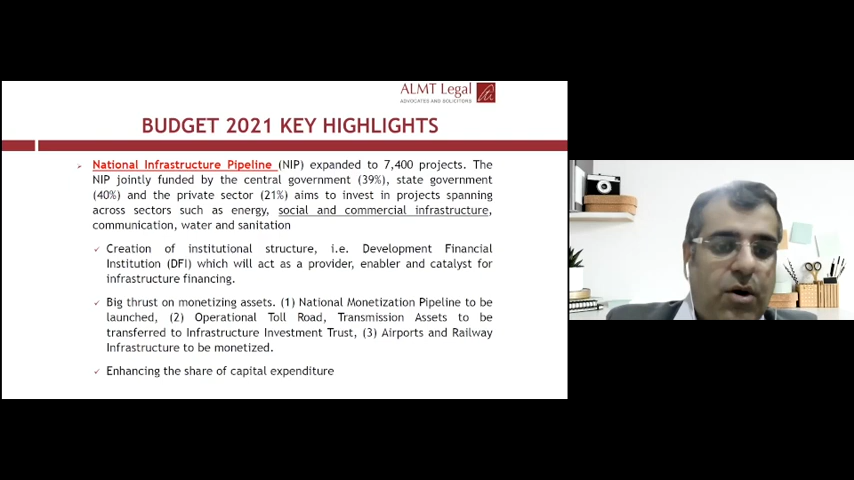 ALMT Legal
ADVOCATES AND SOLICITORS
BUDGET 2021 KEY HIGHLIGHTS
National Infrastructure Pipeline (NIP) expanded to 7,400 projects. The
NIP jointly funded by the central government (39%), state government
(40%) and the private sector (21%) aims to invest in projects spanning
across sectors such as energy, social and commercial infrastructure,
communication, water and sanitation
Creation of institutional structure, i.e. Development Financial
Institution (DFI) which will act as a provider, enabler and catalyst for
infrastructure financing.
Big thrust on monetizing assets. (1) National Monetization Pipeline to be
launched, (2) Operational Toll Road, Transmission Assets to be
transferred to Infrastructure Investment Trust, (3) Airports and Railway
Infrastructure to be monetized.
Enhancing the share of capital expenditure